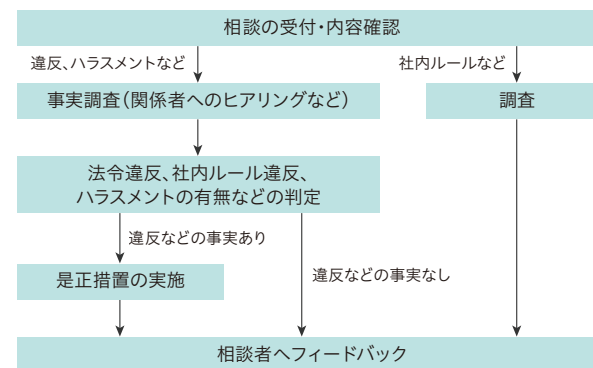 相談の受付・内容確認
違反、ハラスメントなど
社内ルールなど
事実調査(関係者へのヒアリングなど)
調査
法令違反、社内ルール違反、
ハラスメントの有無などの判定
違反などの事実あり
是正措置の実施
違反などの事実なし
相談者へフィードバック